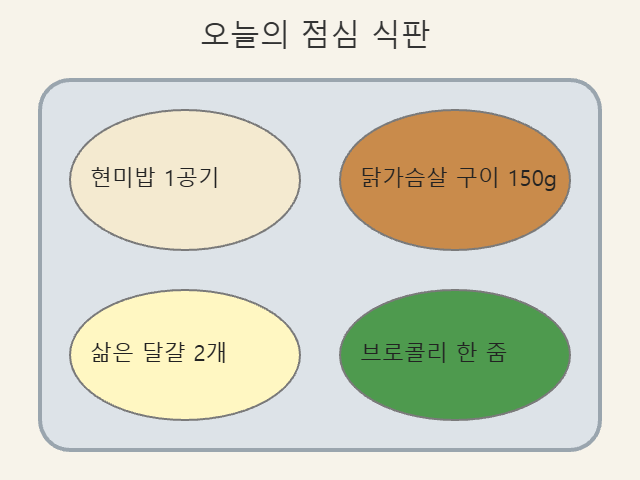 오늘의 점심 식판
현미밥 1공기
닭가슴살 구이 150g
삶은 달걀 2개
브로콜리 한 줌